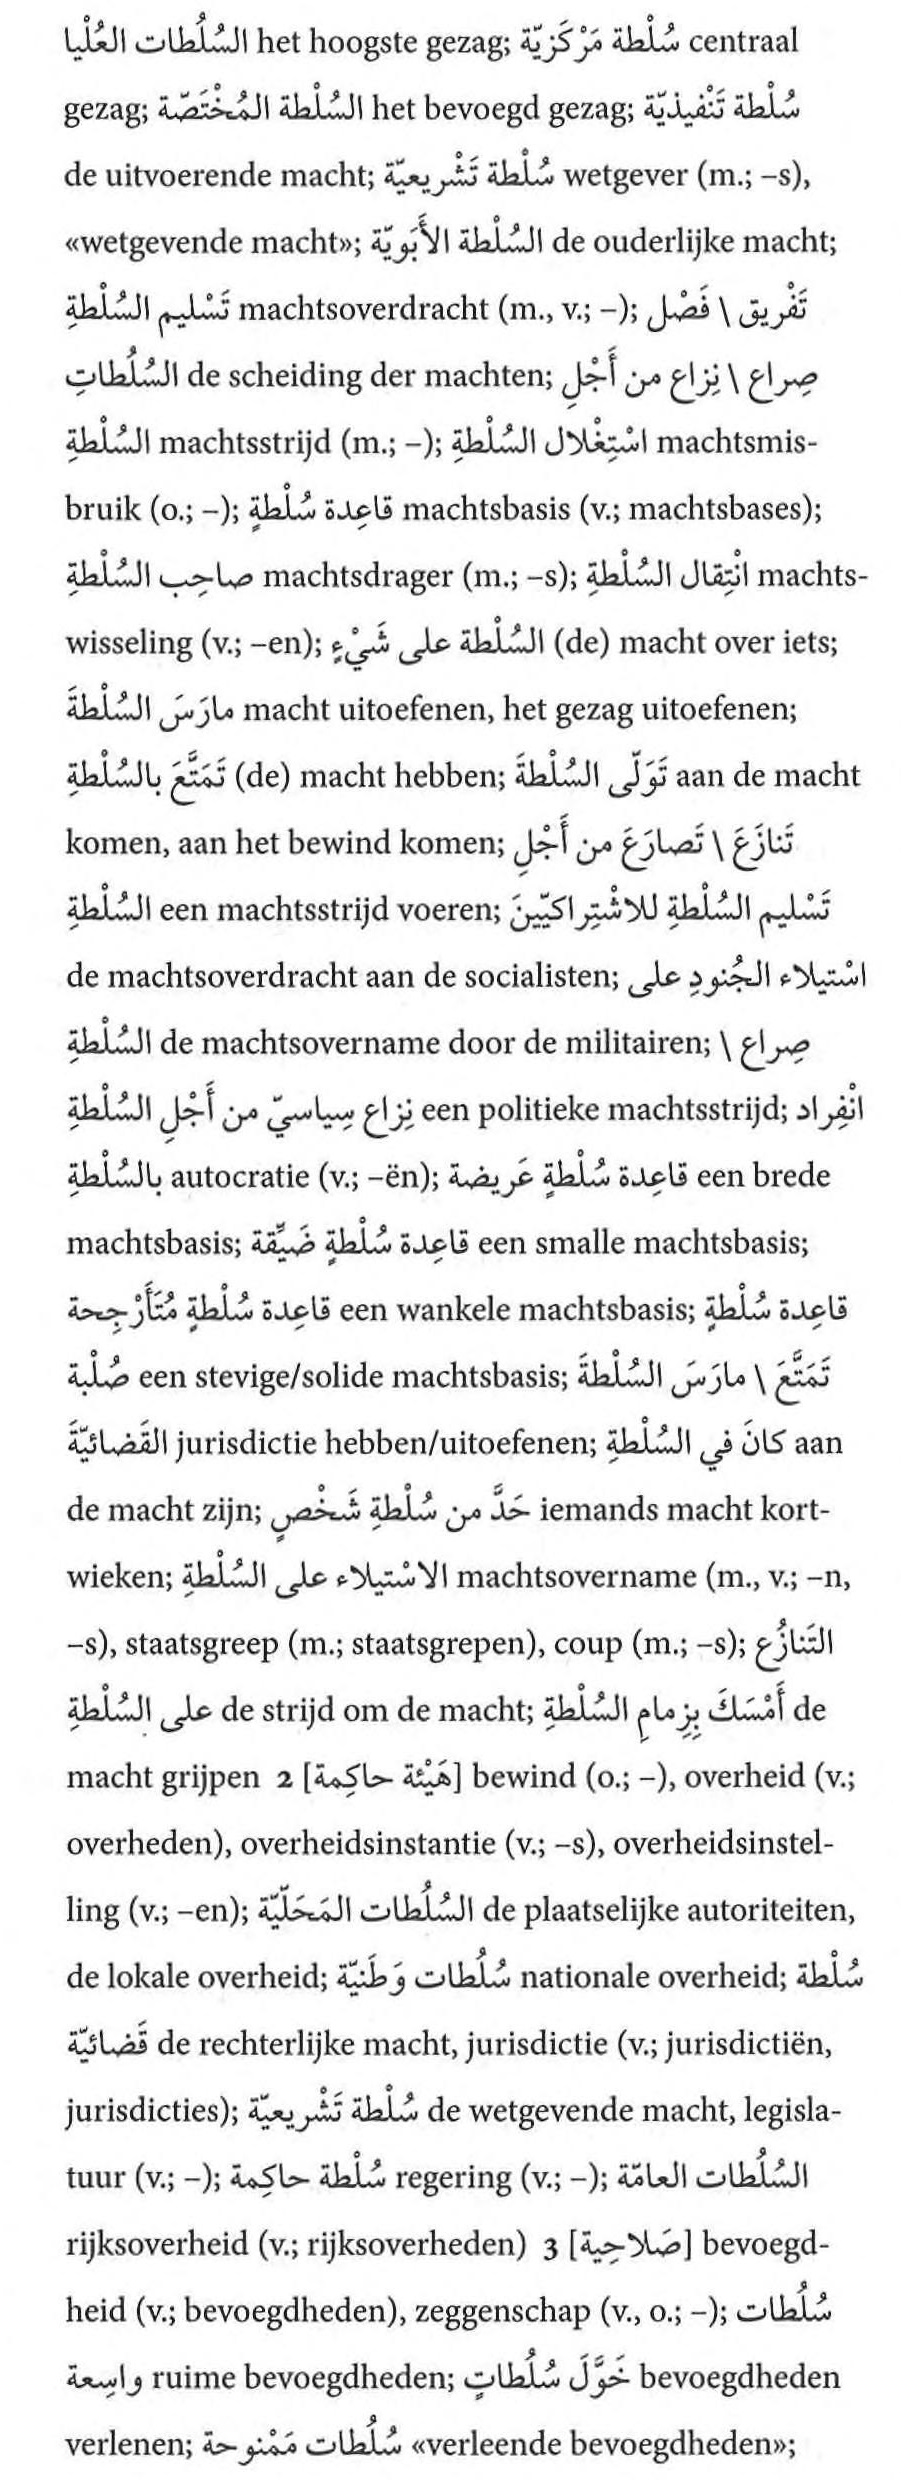 السُّلُطات العُلْيا het hoogste gezag; سُلْطة مَرْكَزيّة centraal
gezag; السُّلْطة المُخْتَصّة het bevoegd gezag; سُلْطة تَنْفيذيّة
de uitvoerende macht; سُلْطة تَشْريعيّة wetgever (m.; –s),
«wetgevende macht»; السُّلْطة الأَبَويّة de ouderlijke macht;
تَسْليم السُّلْطةِ machtsoverdracht (m., v.; –); تَفْريق \ فَصْل
السُّلُطاتِ de scheiding der machten; صِراع \ نِزاع من أَجْلِ
السُّلْطةِ machtsstrijd (m.; –); اسْتِغْلال السُّلْطةِ machtsmis-
bruik (o.; –); قاعِدة سُلْطةٍ machtsbasis (v.; machtsbases);
صاحِب السُّلْطةِ machtsdrager (m.; –s); انْتِقال السُّلْطةِ machts-
wisseling (v.; –en); السُّلْطة على شَيْءٍ (de) macht over iets;
مارَسَ السُّلْطةَ macht uitoefenen, het gezag uitoefenen;
تَمَتَّعَ بالسُّلْطةِ (de) macht hebben; تَوَلّى السُّلْطةَ aan de macht
komen, aan het bewind komen; تَنازَعَ \ تَصارَعَ من أَجْلِ
السُّلْطةِ een machtsstrijd voeren; تَسْليم السُّلْطةِ للاشْتِراكيّينَ
de machtsoverdracht aan de socialisten; اسْتيلاء الجُنودِ على
السُّلْطةِ de machtsovername door de militairen; صِراع \
نِزاع سِياسيّ من أَجْلِ السُّلْطةِ een politieke machtsstrijd; انْفِراد
بالسُّلْطةِ autocratie (v.; –ën); قاعِدة سُلْطةٍ عَريضة een brede
machtsbasis; قاعِدة سُلْطةٍ ضَيِّقة een smalle machtsbasis;
قاعِدة سُلْطةٍ مُتَأَرْجِحة een wankele machtsbasis; قاعِدة سُلْطةٍ
صُلْبة een stevige/solide machtsbasis; تَمَتَّعَ \ مارَسَ السُّلْطةَ
القَضائيّةَ jurisdictie hebben/uitoefenen; كانَ في السُّلْطةِ aan
de macht zijn; حَدَّ من سُلْطةِ شَخْصٍ iemands macht kort-
wieken; الاسْتيلاء على السُّلْطةِ machtsovername (m., v.; –n,
–s), staatsgreep (m.; staatsgrepen), coup (m.; –s); التَنازُع
على السُّلْطةِ de strijd om de macht; أَمْسَكَ بِزِمامِ السُّلْطةِ de
macht grijpen 2 [هَيْئة حاكِمة] bewind (o.; –), overheid (v.;
overheden), overheidsinstantie (v.; –s), overheidsinstel-
ling (v.; –en); السُّلُطات المَحَلّيّة de plaatselijke autoriteiten,
de lokale overheid; سُلُطات وَطَنيّة nationale overheid; سُلْطة
قَضائيّة de rechterlijke macht, jurisdictie (v.; jurisdictiën,
jurisdicties); سُلْطة تَشْريعيّة de wetgevende macht, legisla-
tuur (v.; –); سُلْطة حاكِمة regering (v.; –); السُّلُطات العامّة
rijksoverheid (v.; rijksoverheden) 3 [صَلاحِية] bevoegd-
heid (v.; bevoegdheden), zeggenschap (v., o.; –); سُلُطات
واسِعة ruime bevoegdheden; خَوَّلَ سُلُطاتٍ bevoegdheden
verlenen; سُلُطات مَمْنوحة «verleende bevoegdheden»;